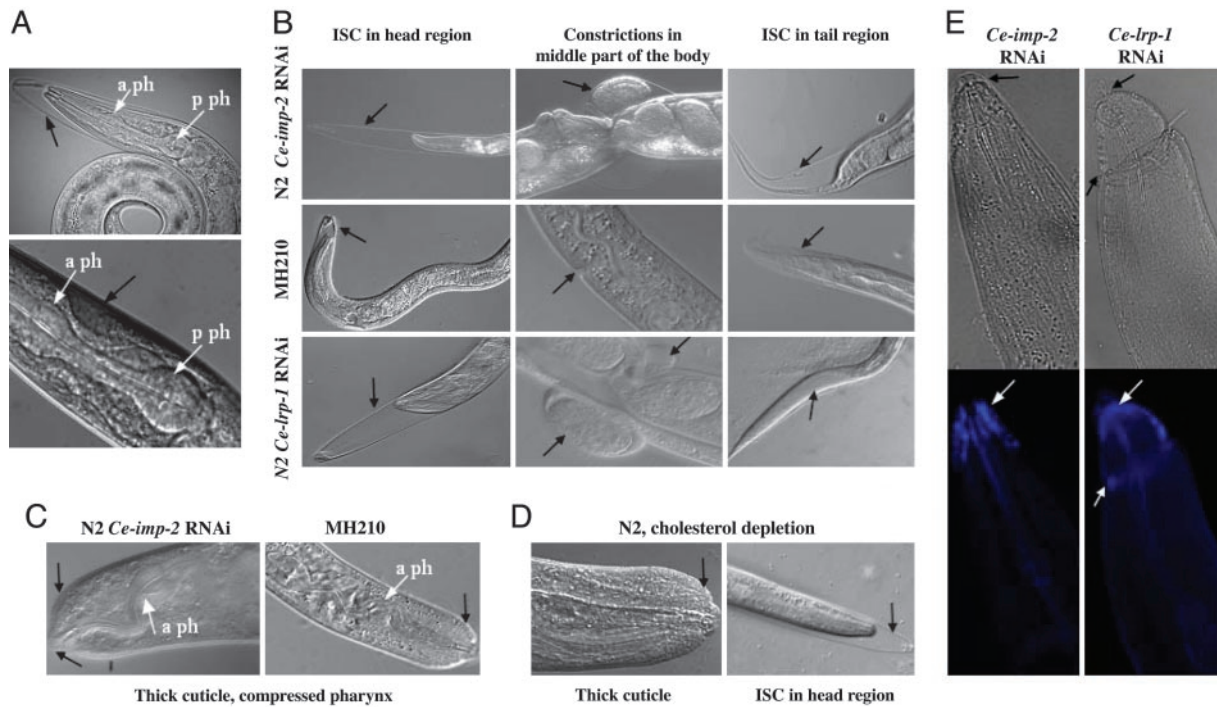 A
a ph
p ph
a ph
p ph
B
ISC in head region
Constrictions in
middle part of the body
ISC in tail region
N2 Ce-imp-2 RNAi
MH210
N2 Ce-lrp-1 RNAi
C
N2 Ce-imp-2 RNAi
MH210
a ph
a ph
Thick cuticle, compressed pharynx
D
N2, cholesterol depletion
Thick cuticle
ISC in head region
E
Ce-imp-2
RNAi
Ce-lrp-1
RNAi